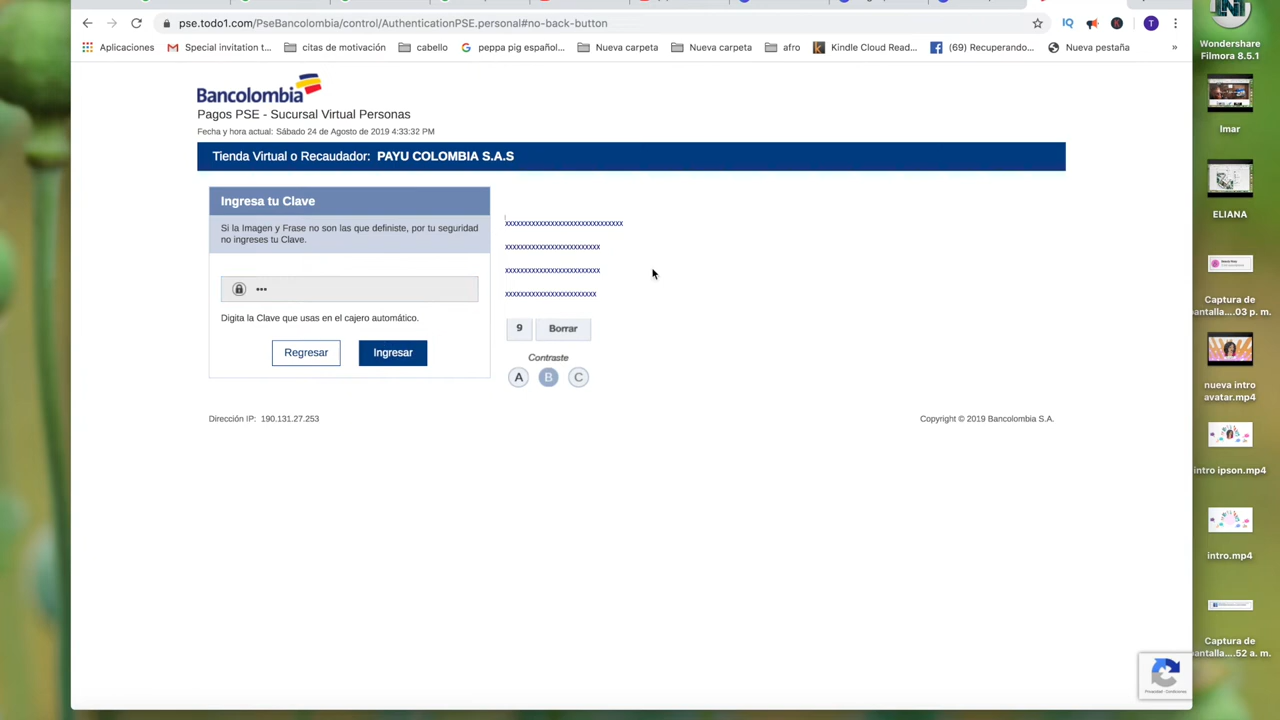 pse.todo1.com/PseBancolombia/control/AuthenticationPSE.personal#no-back-button
IQ
K
T
Aplicaciones
Special invitation t...
citas de motivación
cabello
peppa pig español...
Nueva carpeta
Nueva carpeta
afro
Kindle Cloud Read...
(69) Recuperando...
Nueva pestaña
»
Wondershare
Filmora 8.5.1
Bancolombia
Pagos PSE - Sucursal Virtual Personas
Fecha y hora actual: Sábado 24 de Agosto de 2019 4:33:32 PM
Tienda Virtual o Recaudador: PAYU COLOMBIA S.A.S
Ingresa tu Clave
Si la Imagen y Frase no son las que definiste, por tu seguridad
no ingreses tu Clave.
•••
Digita la Clave que usas en el cajero automático.
Regresar
Ingresar
9
Borrar
Contraste
A B C
Dirección IP: 190.131.27.253
Copyright © 2019 Bancolombia S.A.
Imar
ELIANA
Captura de
pantalla....03 p. m.
nueva intro
avatar.mp4
intro ipson.mp4
intro.mp4
Captura de
pantalla....52 a. m.
Privacidad - Condiciones